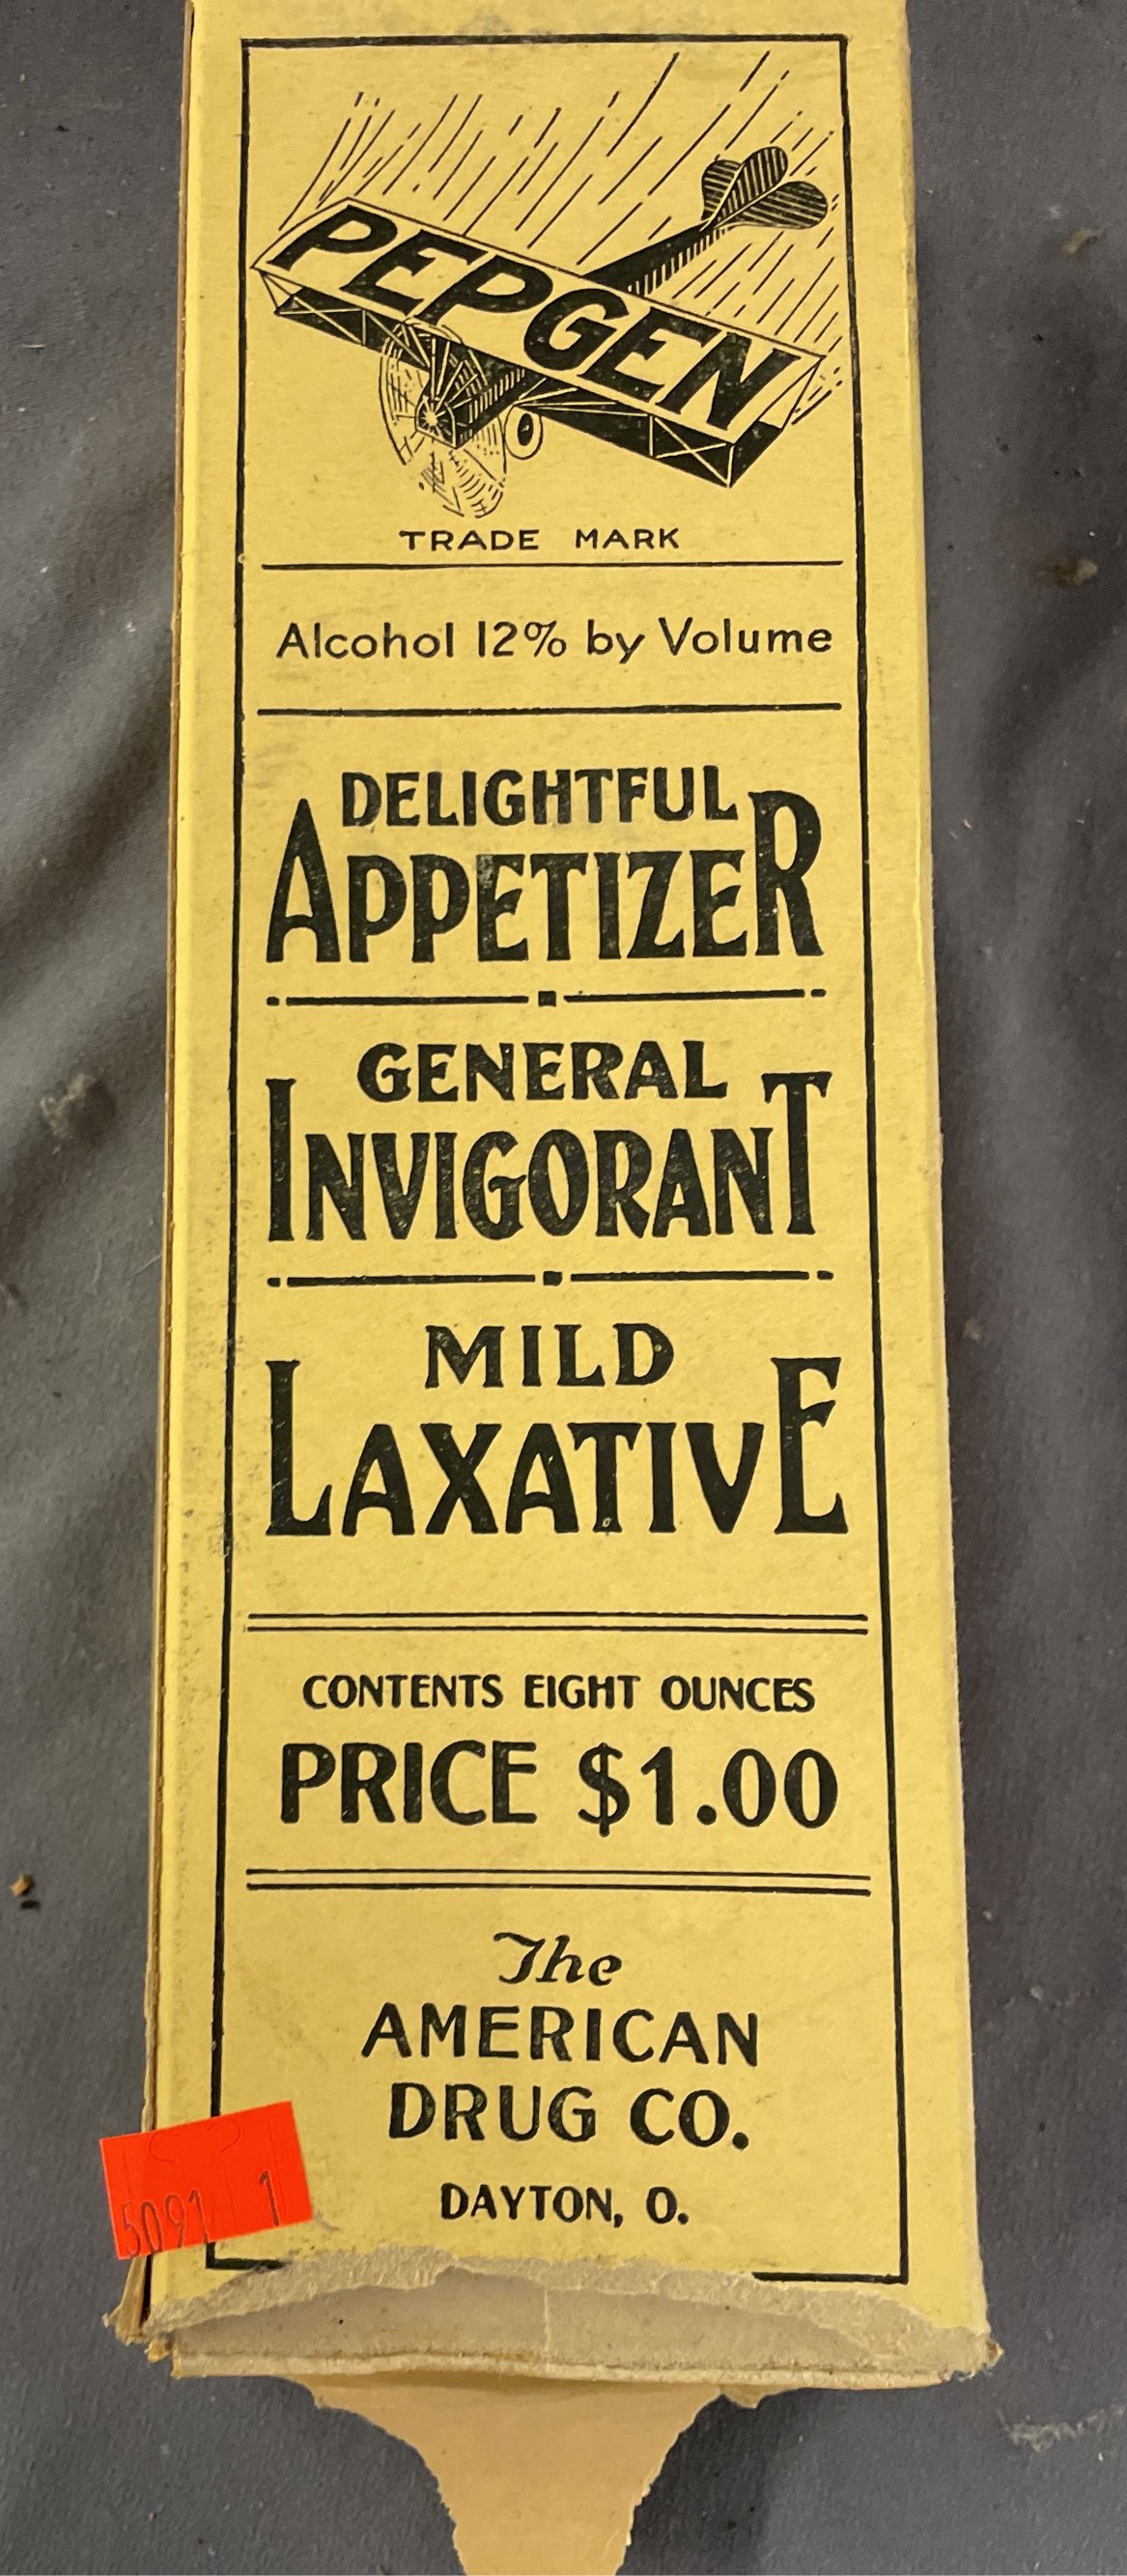 PEPGEN
TRADE MARK
Alcohol 12% by Volume
DELIGHTFUL
APPETIZER
GENERAL
INVIGORANT
MILD
LAXATIVE
CONTENTS EIGHT OUNCES
PRICE $1.00
The
AMERICAN
DRUG CO.
DAYTON, O.
5091 1